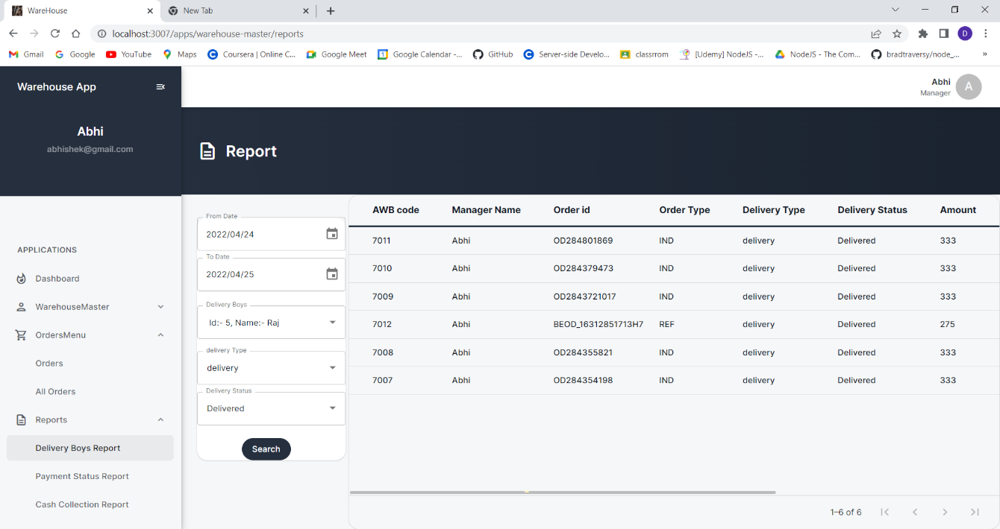 WareHouse
New Tab
localhost:3007/apps/warehouse-master/reports
D
Gmail
Google
YouTube
Maps
Coursera | Online C...
Google Meet
Google Calendar -...
GitHub
Server-side Develo...
classrrom
[Udemy] NodeJS -...
NodeJS - The Com...
bradtraversy/node_...
»
Warehouse App
Abhi
Manager
A
Abhi
abhishek@gmail.com
Report
APPLICATIONS
Dashboard
WarehouseMaster
OrdersMenu
Orders
All Orders
Reports
Delivery Boys Report
Payment Status Report
Cash Collection Report
From Date
2022/04/24
To Date
2022/04/25
Delivery Boys
Id:- 5, Name:- Raj
delivery Type
delivery
Delivery Status
Delivered
Search
AWB code Manager Name Order id Order Type Delivery Type Delivery Status Amount
7011 Abhi OD284801869 IND delivery Delivered 333
7010 Abhi OD284379473 IND delivery Delivered 333
7009 Abhi OD2843721017 IND delivery Delivered 333
7012 Abhi BEOD_16312851713H7 REF delivery Delivered 275
7008 Abhi OD284355821 IND delivery Delivered 333
7007 Abhi OD284354198 IND delivery Delivered 333
1–6 of 6